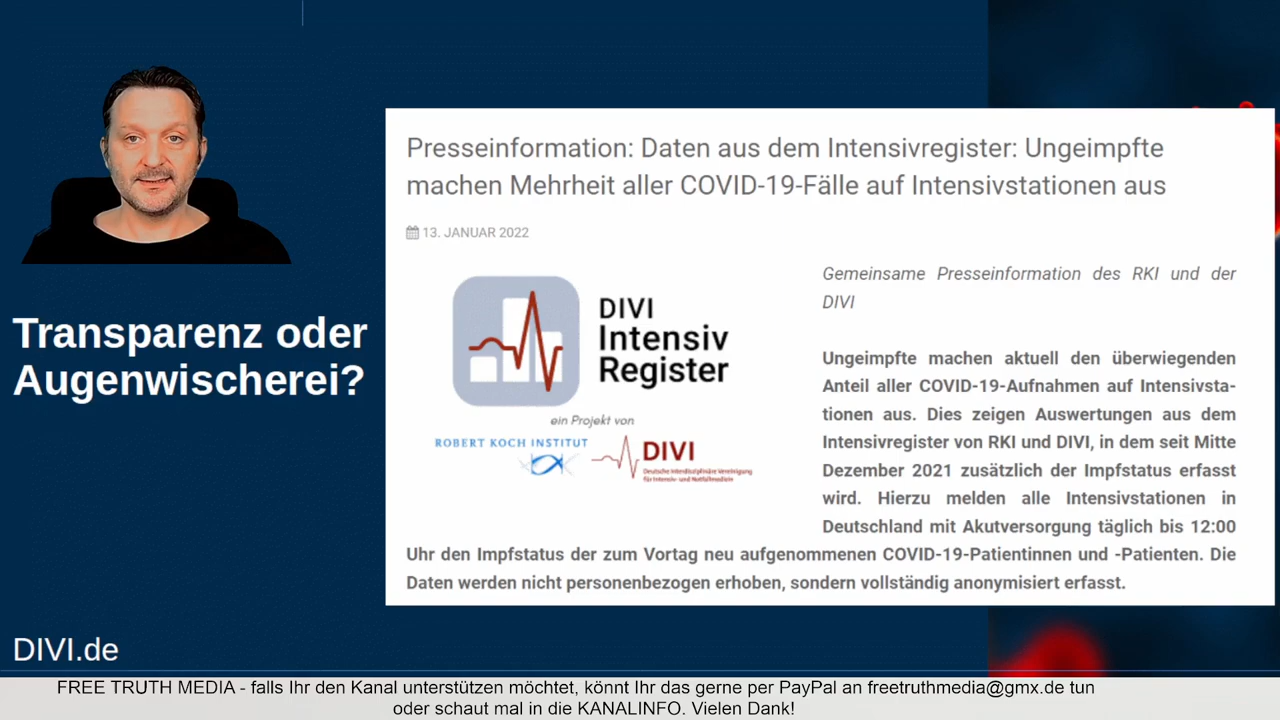 Transparenz oder
Augenwischerei?
DIVI.de
Presseinformation: Daten aus dem Intensivregister: Ungeimpfte
machen Mehrheit aller COVID-19-Fälle auf Intensivstationen aus
13. JANUAR 2022
DIVI
Intensiv
Register
ein Projekt von
ROBERT KOCH INSTITUT
DIVI
Deutsche Interdisziplinäre Vereinigung
für Intensiv- und Notfallmedizin
Gemeinsame Presseinformation des RKI und der
DIVI
Ungeimpfte machen aktuell den überwiegenden
Anteil aller COVID-19-Aufnahmen auf Intensivsta-
tionen aus. Dies zeigen Auswertungen aus dem
Intensivregister von RKI und DIVI, in dem seit Mitte
Dezember 2021 zusätzlich der Impfstatus erfasst
wird. Hierzu melden alle Intensivstationen in
Deutschland mit Akutversorgung täglich bis 12:00
Uhr den Impfstatus der zum Vortag neu aufgenommenen COVID-19-Patientinnen und -Patienten. Die
Daten werden nicht personenbezogen erhoben, sondern vollständig anonymisiert erfasst.
FREE TRUTH MEDIA - falls Ihr den Kanal unterstützen möchtet, könnt Ihr das gerne per PayPal an freetruthmedia@gmx.de tun
oder schaut mal in die KANALINFO. Vielen Dank!